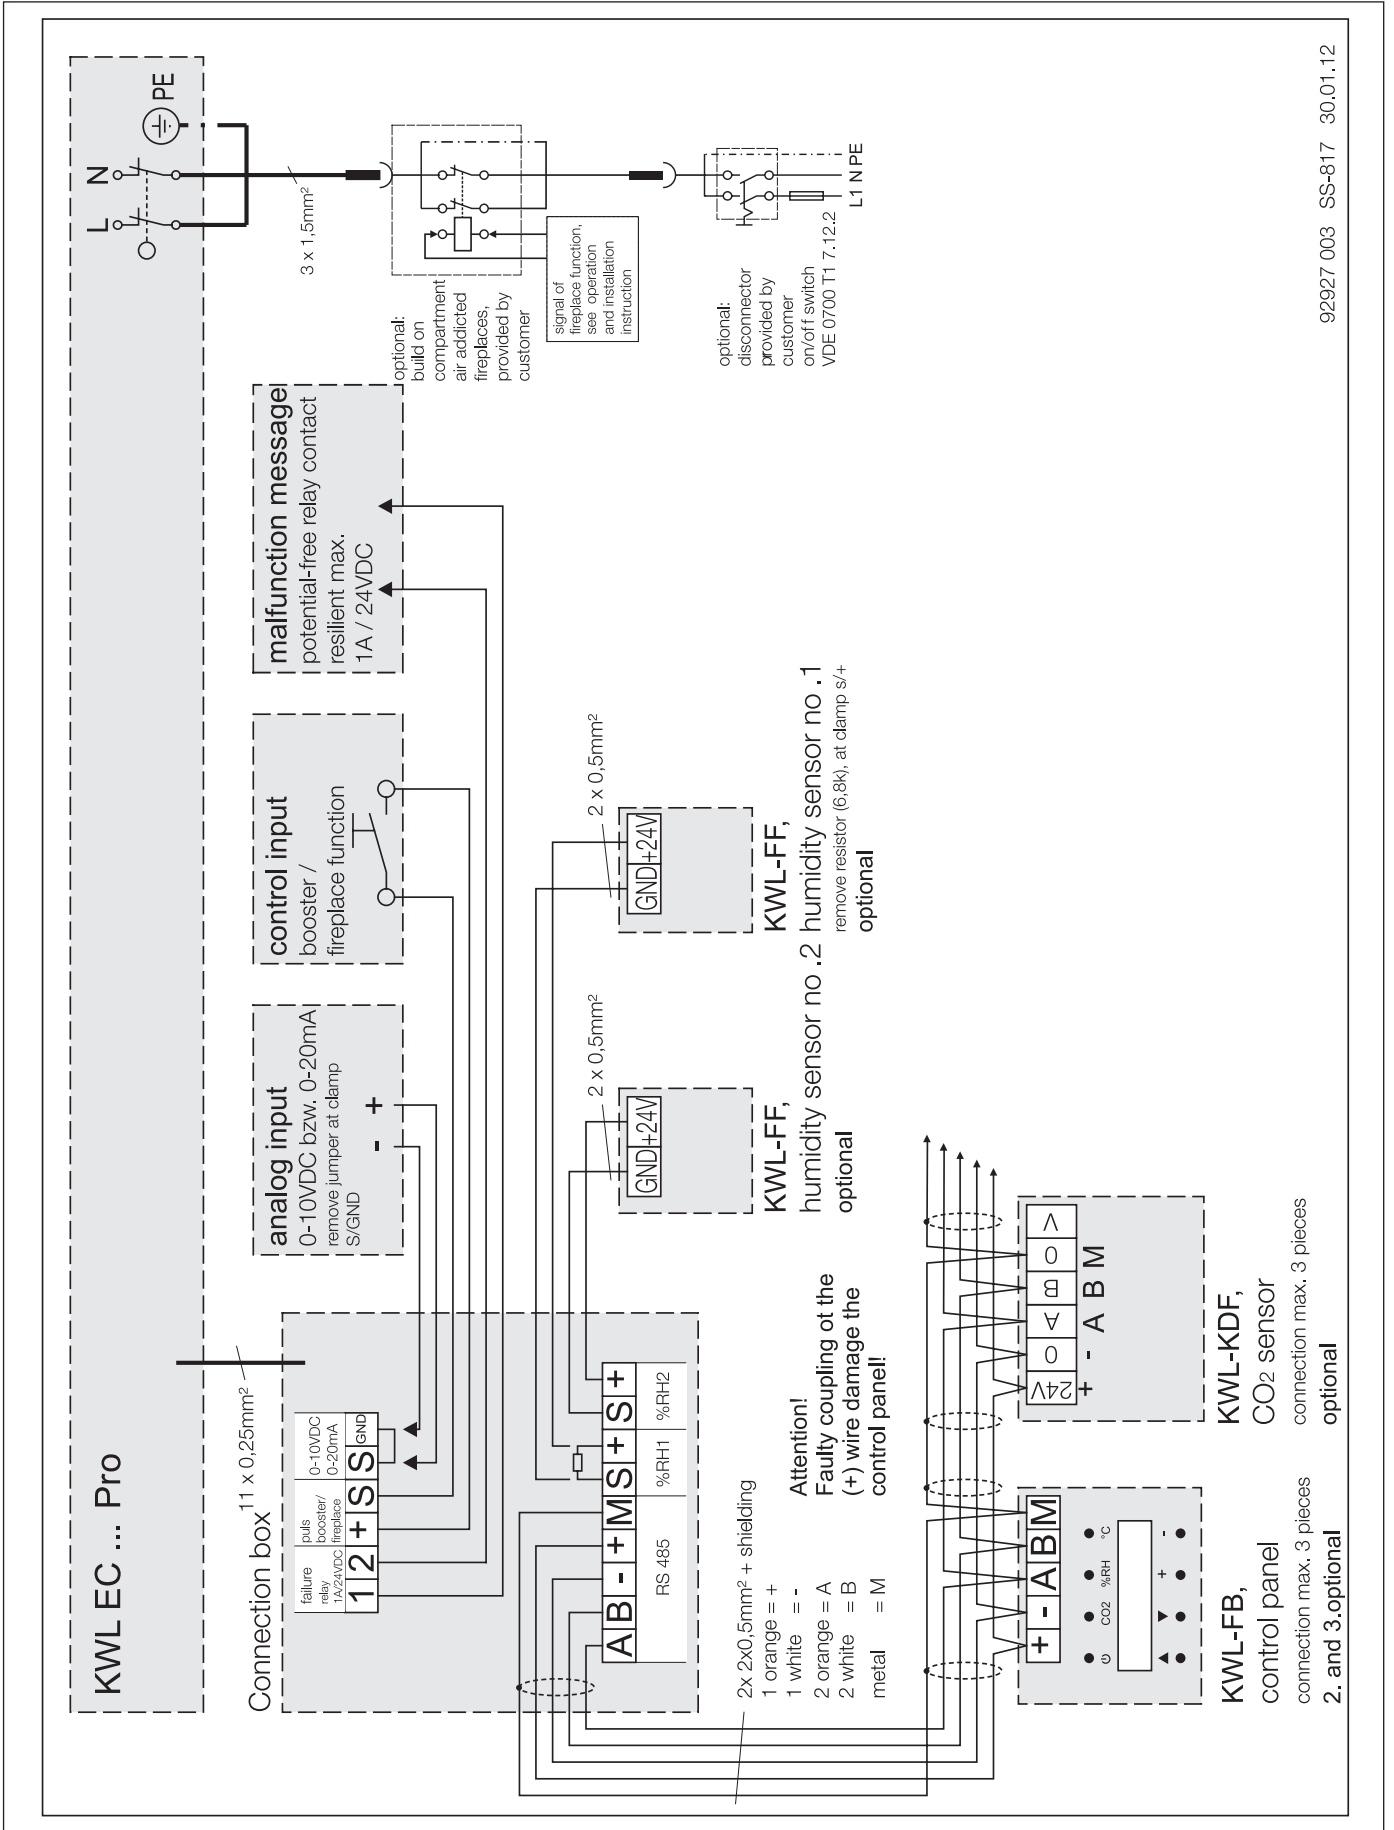 KWL EC ... Pro
L
N
PE
3 x 1,5mm²
optional:
build on
compartment
air addicted
fireplaces,
provided by
customer
signal of
fireplace function,
see operation
and installation
instruction
optional:
disconnector
provided by
customer
on/off switch
VDE 0700 T1 7.12.2
L1 N PE
11 x 0,25mm²
analog input
0-10VDC bzw. 0-20mA
remove jumper at clamp
S/GND
- +
control input
booster /
fireplace function
malfunction message
potential-free relay contact
resilient max.
1A / 24VDC
Connection box
failure
relay
1A/24VDC
puls
booster/
fireplace
0-10VDC
0-20mA
1 2 + S S GND
A B - + M S + S +
RS 485
%RH1
%RH2
2 x 0,5mm²
GND +24V
KWL-FF,
humidity sensor no .2
optional
2 x 0,5mm²
GND +24V
KWL-FF,
humidity sensor no .1
remove resistor (6,8k), at clamp s/+
optional
2x 2x0,5mm² + shielding
1 orange = +
1 white = -
2 orange = A
2 white = B
metal = M
Attention!
Faulty coupling ot the
(+) wire damage the
control panel!
+ - A B M
CO2 %RH °C
▲ ▼ + -
KWL-FB,
control panel
connection max. 3 pieces
2. and 3.optional
24V 0 A B 0 V
+ - A B M
KWL-KDF,
CO2 sensor
connection max. 3 pieces
optional
92927 003 SS-817 30.01.12